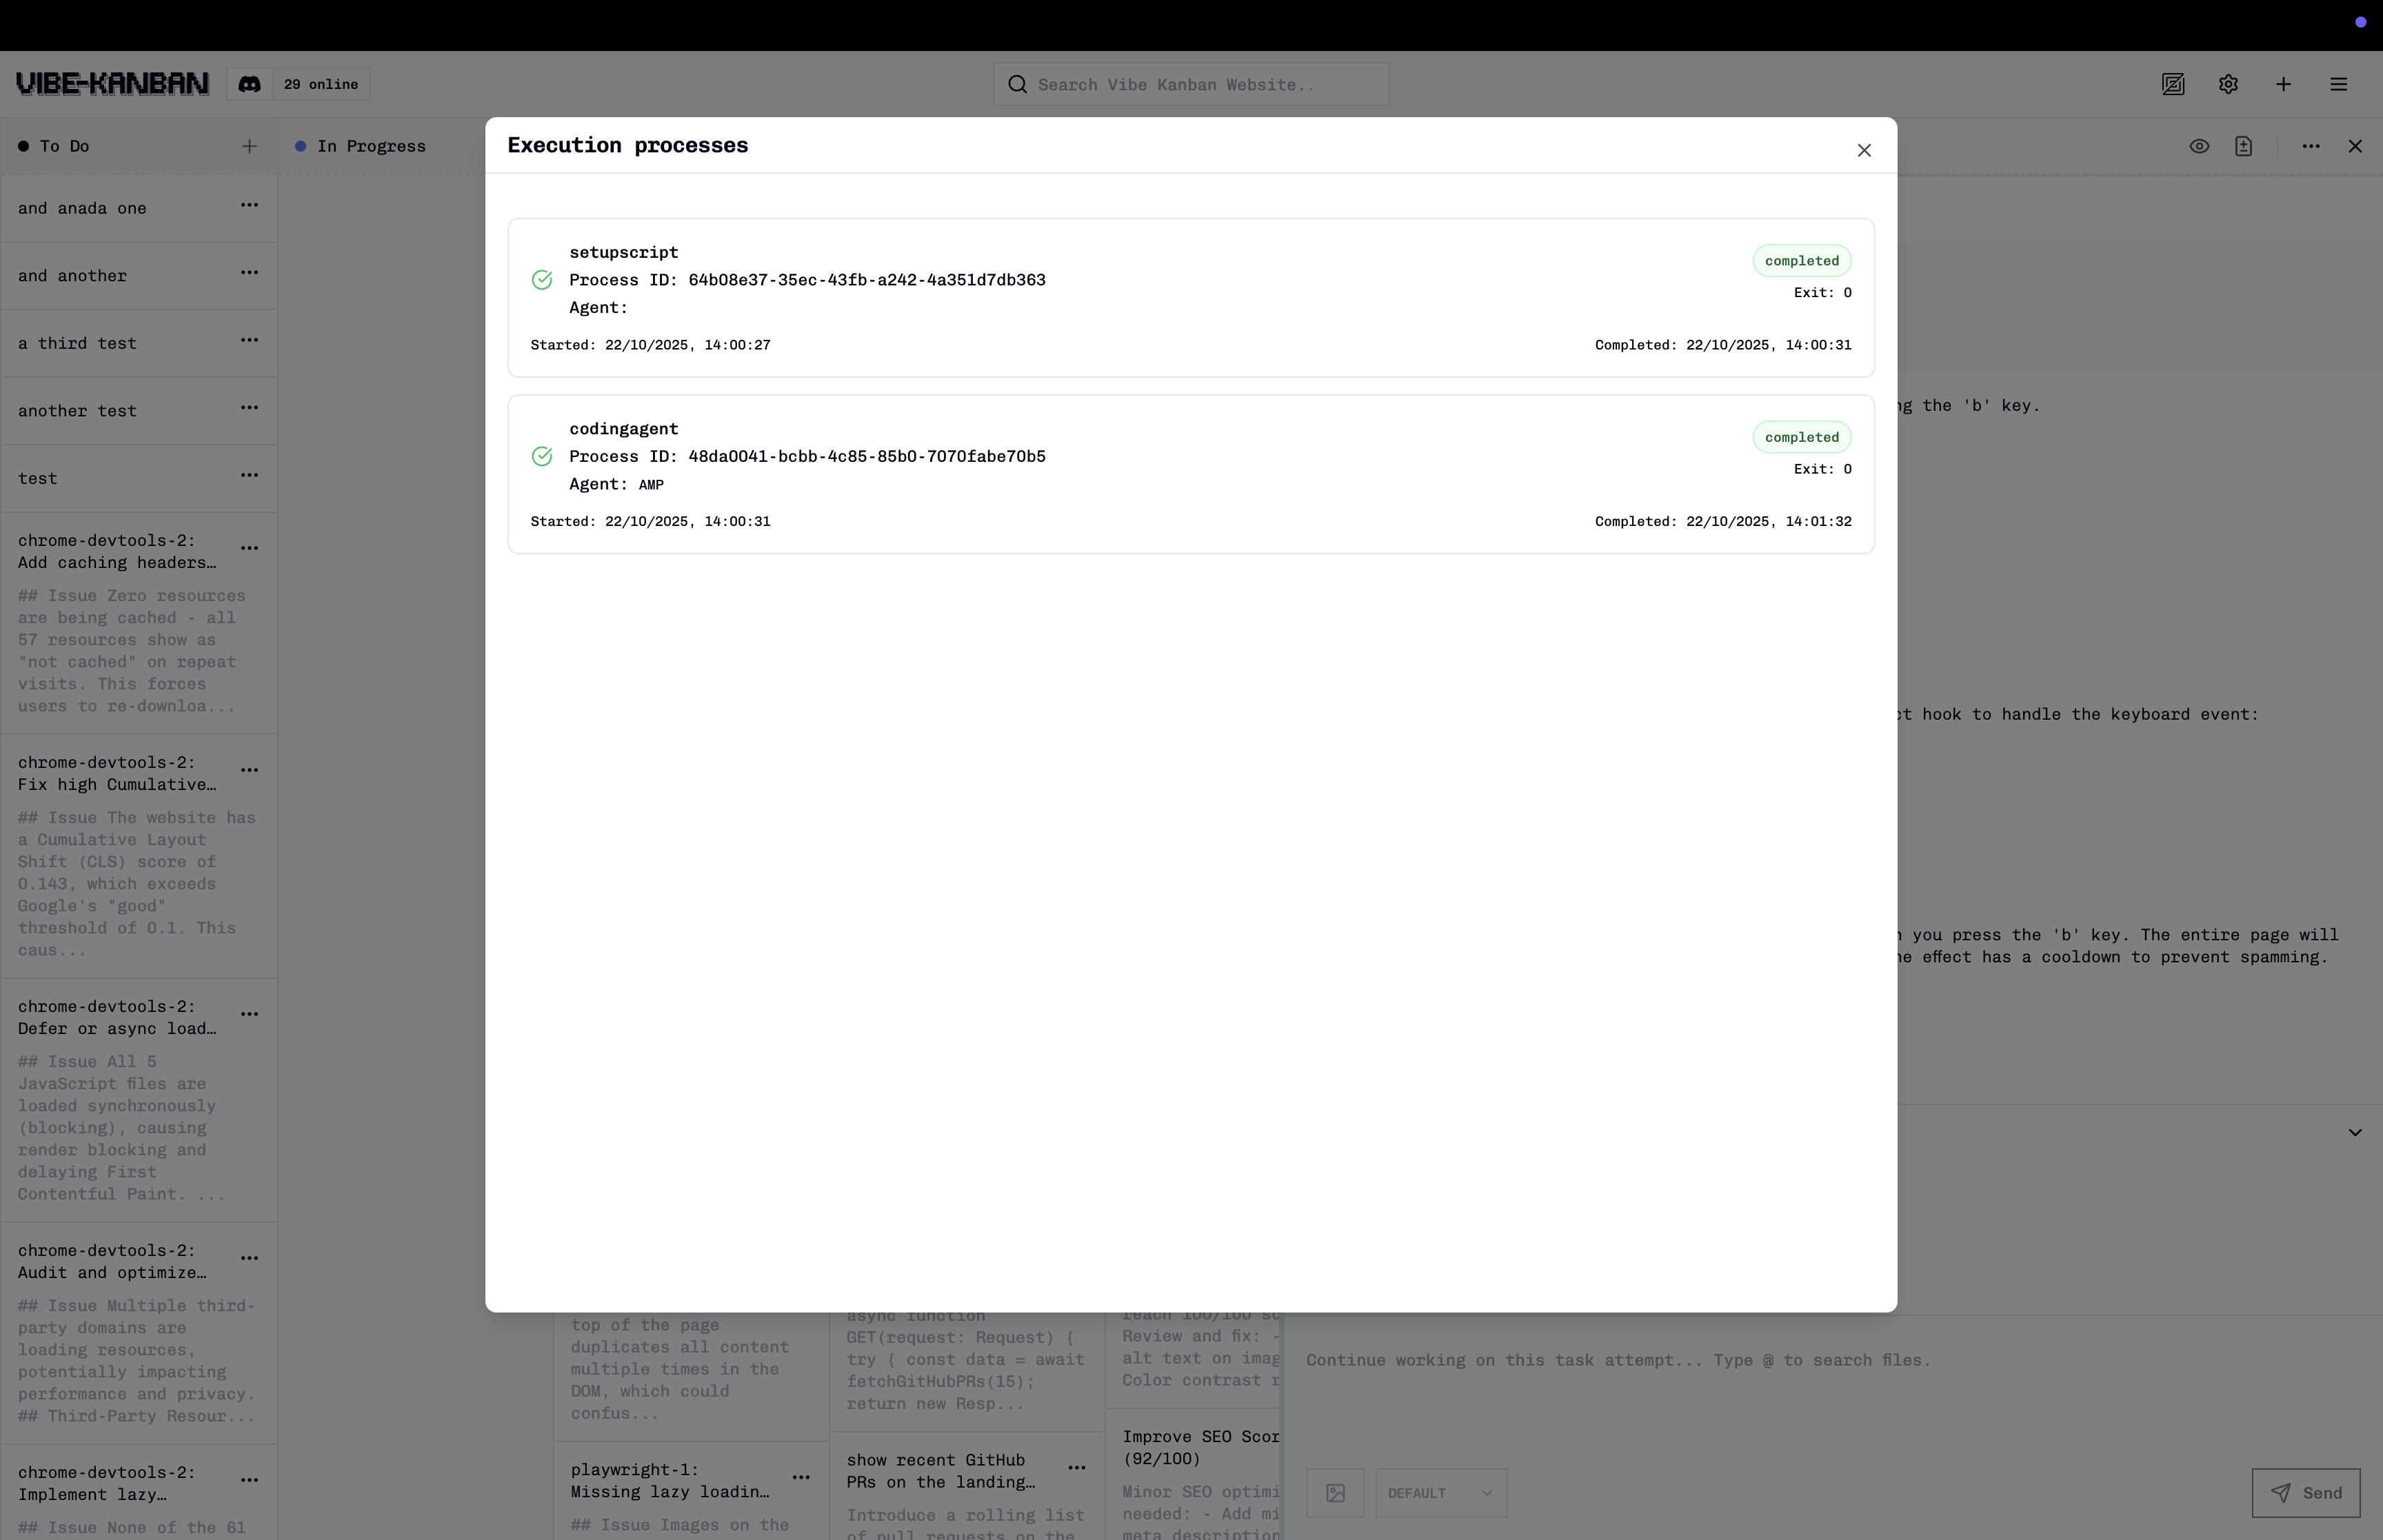 VIBE-KANBAN
29 online
Search Vibe Kanban Website..
To Do
In Progress
and anada one
and another
a third test
another test
test
chrome-devtools-2:
Add caching headers…
## Issue Zero resources
are being cached - all
57 resources show as
"not cached" on repeat
visits. This forces
users to re-downloa...
chrome-devtools-2:
Fix high Cumulative…
## Issue The website has
a Cumulative Layout
Shift (CLS) score of
0.143, which exceeds
Google's "good"
threshold of 0.1. This
caus...
chrome-devtools-2:
Defer or async load…
## Issue All 5
JavaScript files are
loaded synchronously
(blocking), causing
render blocking and
delaying First
Contentful Paint. ...
chrome-devtools-2:
Audit and optimize…
## Issue Multiple third-
party domains are
loading resources,
potentially impacting
performance and privacy.
## Third-Party Resour...
chrome-devtools-2:
Implement lazy…
## Issue None of the 61
Execution processes
setupscript
Process ID: 64b08e37-35ec-43fb-a242-4a351d7db363
Agent:
completed
Exit: 0
Started: 22/10/2025, 14:00:27
Completed: 22/10/2025, 14:00:31
codingagent
Process ID: 48da0041-bcbb-4c85-85b0-7070fabe70b5
Agent: AMP
completed
Exit: 0
Started: 22/10/2025, 14:00:31
Completed: 22/10/2025, 14:01:32
top of the page
duplicates all content
multiple times in the
DOM, which could
confus...
playwright-1:
Missing lazy loadin…
## Issue Images on the
async function
GET(request: Request) {
try { const data = await
fetchGitHubPRs(15);
return new Resp...
show recent GitHub
PRs on the landing…
Introduce a rolling list
of pull requests on the
reach 100/100
Review and fix: -
alt text on
Color contrast
Improve SEO
(92/100)
Minor SEO
needed: - Add
meta description
the 'b' key.
hook to handle the keyboard event:
you press the 'b' key. The entire page will
effect has a cooldown to prevent spamming.
Continue working on this task attempt... Type @ to search files.
DEFAULT
Send